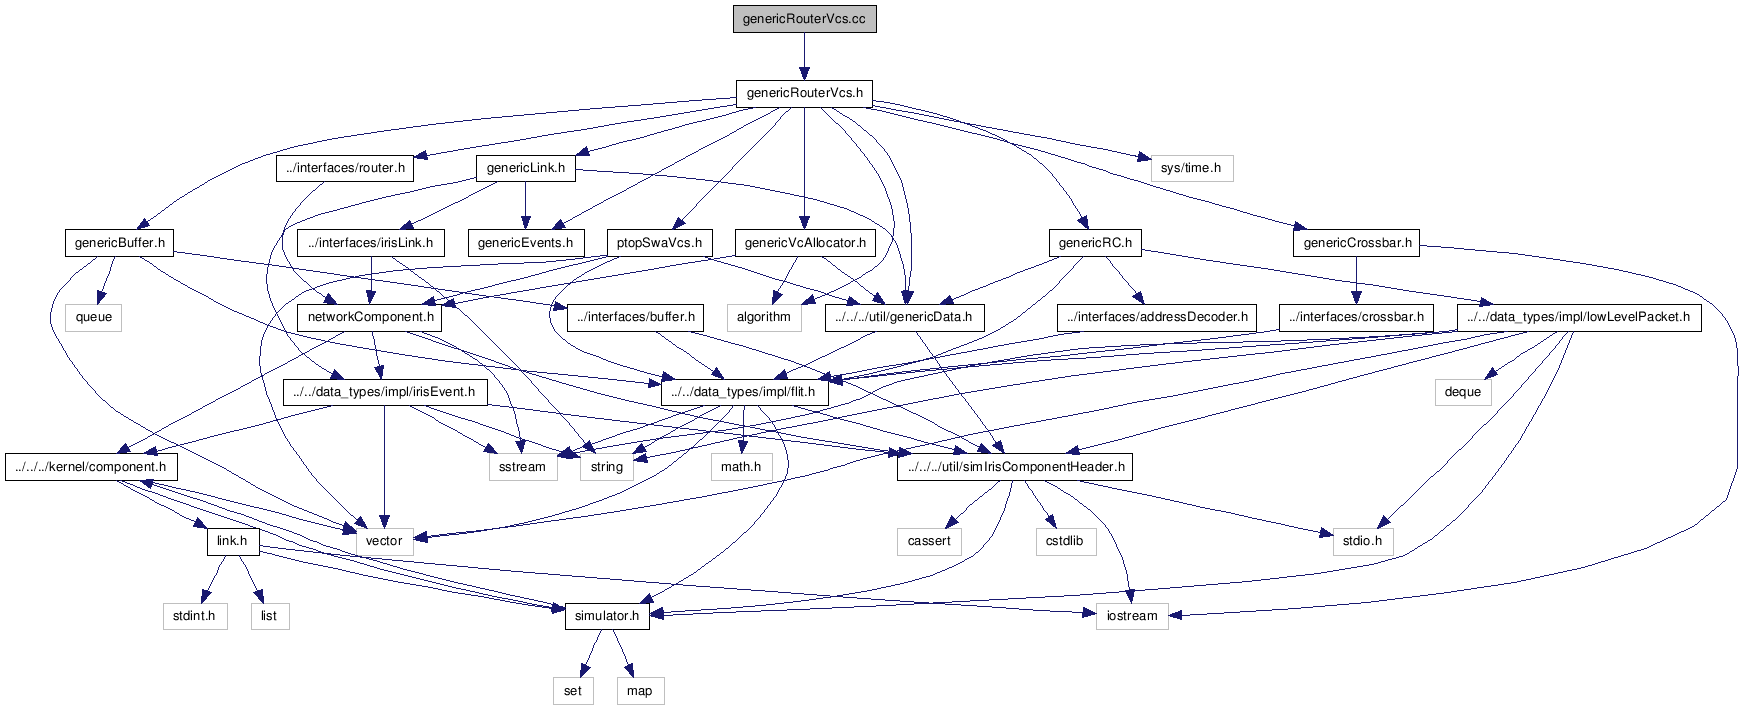 genericRouterVcs.cc
genericRouterVcs.h
../interfaces/router.h
genericLink.h
sys/time.h
genericBuffer.h
../interfaces/irisLink.h
genericEvents.h
ptopSwaVcs.h
genericVcAllocator.h
genericRC.h
genericCrossbar.h
queue
networkComponent.h
../interfaces/buffer.h
algorithm
../../../util/genericData.h
../interfaces/addressDecoder.h
../interfaces/crossbar.h
../../data_types/impl/lowLevelPacket.h
../../data_types/impl/irisEvent.h
../../data_types/impl/flit.h
deque
../../../kernel/component.h
sstream
string
math.h
../../../util/simIrisComponentHeader.h
link.h
vector
cassert
cstdlib
stdio.h
stdint.h
list
simulator.h
iostream
set
map